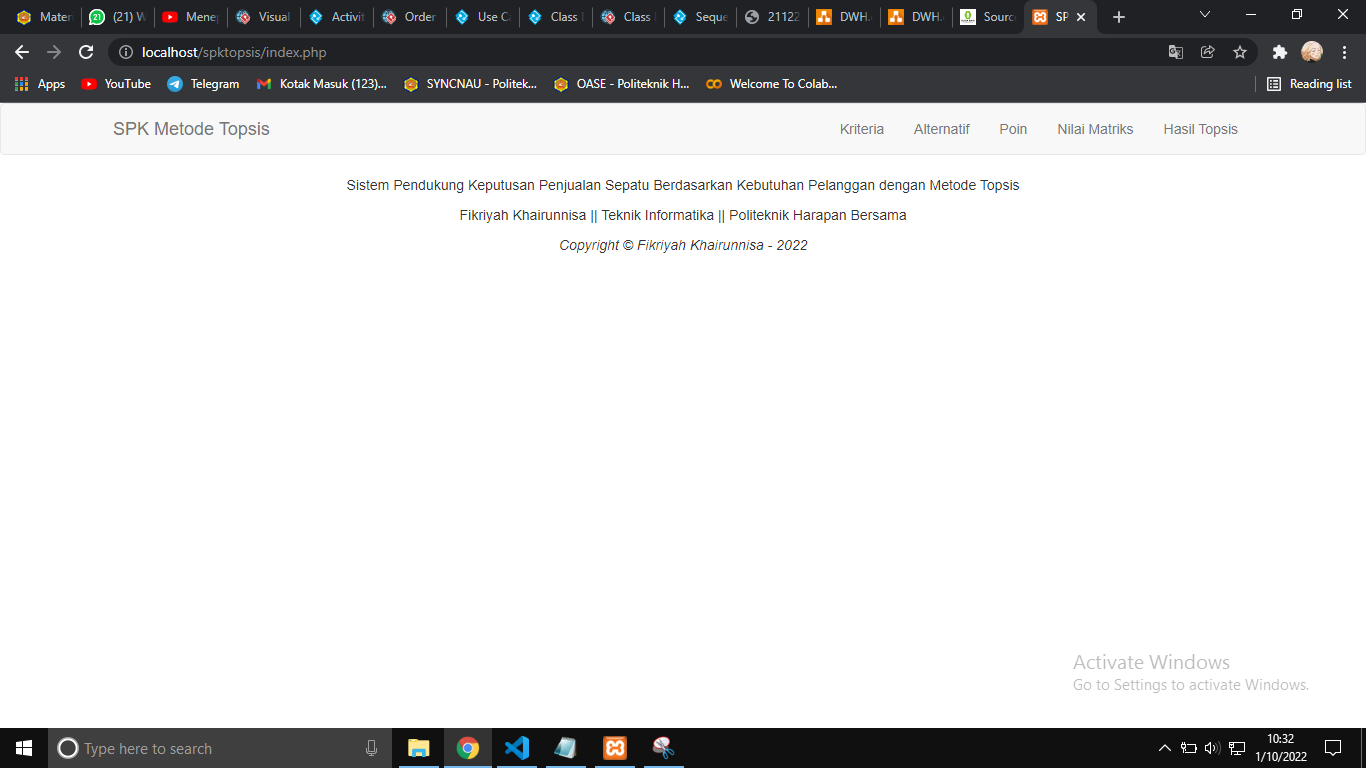 Mater (21) W Mene Visual Activit Order Use Ca Class Class Seque 21122 DWH. DWH. Sourc SP
localhost/spktopsis/index.php
Apps YouTube Telegram Kotak Masuk (123)... SYNCNAU - Politek... OASE - Politeknik H... Welcome To Colab... Reading list
SPK Metode Topsis Kriteria Alternatif Poin Nilai Matriks Hasil Topsis
Sistem Pendukung Keputusan Penjualan Sepatu Berdasarkan Kebutuhan Pelanggan dengan Metode Topsis
Fikriyah Khairunnisa || Teknik Informatika || Politeknik Harapan Bersama
Copyright © Fikriyah Khairunnisa - 2022
Activate Windows
Go to Settings to activate Windows.
Type here to search
10:32
1/10/2022